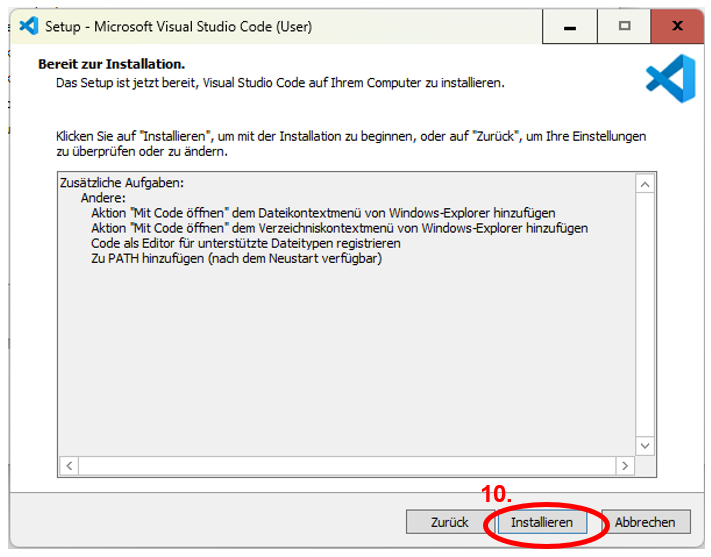 Setup - Microsoft Visual Studio Code (User)
Bereit zur Installation.
Das Setup ist jetzt bereit, Visual Studio Code auf Ihrem Computer zu installieren.
Klicken Sie auf "Installieren", um mit der Installation zu beginnen, oder auf "Zurück", um Ihre Einstellungen
zu überprüfen oder zu ändern.
Zusätzliche Aufgaben:
Andere:
Aktion "Mit Code öffnen" dem Dateikontextmenü von Windows-Explorer hinzufügen
Aktion "Mit Code öffnen" dem Verzeichniskontextmenü von Windows-Explorer hinzufügen
Code als Editor für unterstützte Dateitypen registrieren
Zu PATH hinzufügen (nach dem Neustart verfügbar)
10.
Zurück Installieren Abbrechen